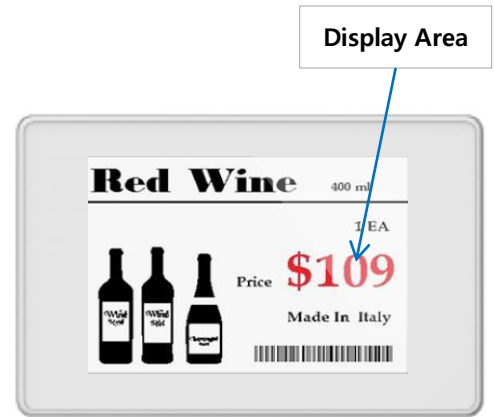 Display Area
Red Wine 400 ml
1 EA
Price $109
Made In Italy